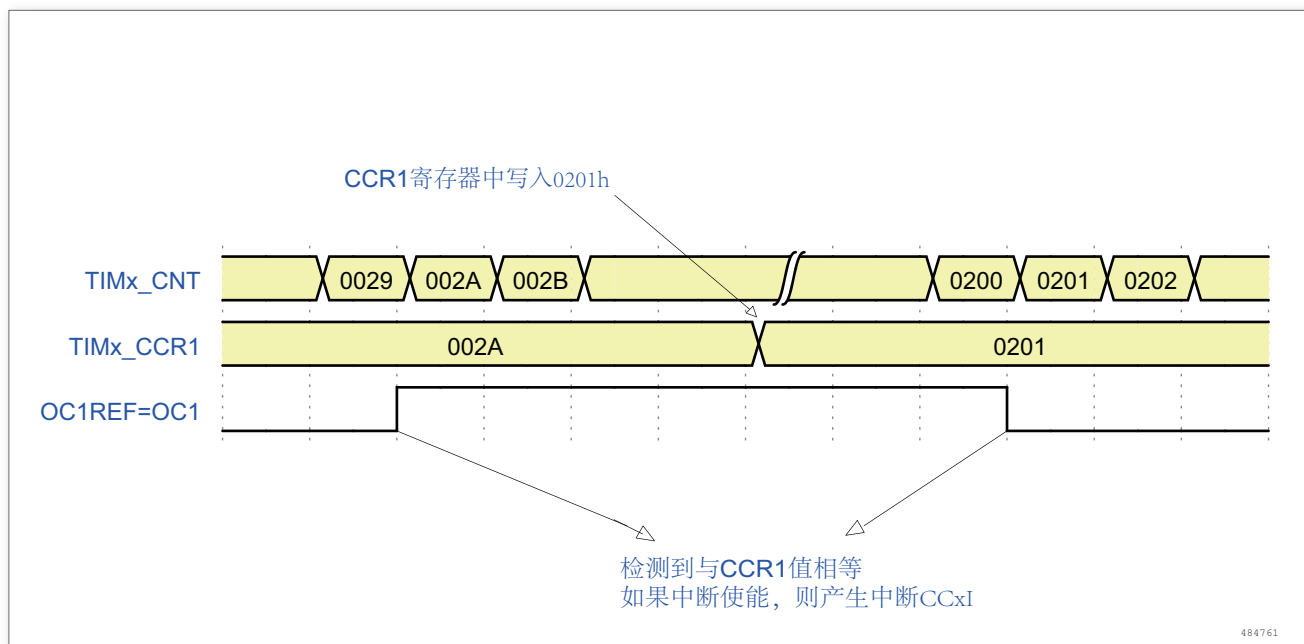 CCR1寄存器中写入0201h
TIMx_CNT 0029 002A 002B 0200 0201 0202
TIMx_CCR1 002A 0201
OC1REF=OC1
检测到与CCR1值相等
如果中断使能，则产生中断CCxI
484761